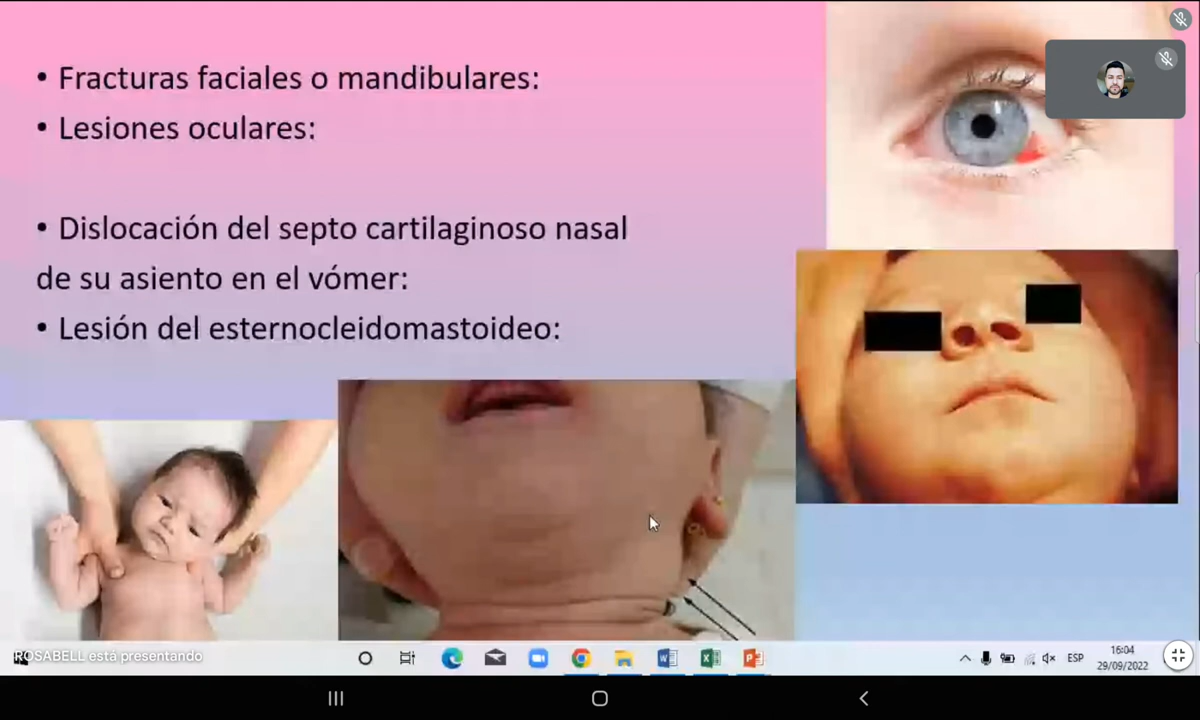 • Fracturas faciales o mandibulares:
• Lesiones oculares:
• Dislocación del septo cartilaginoso nasal
de su asiento en el vómer:
• Lesión del esternocleidomastoideo:
ROSABELL está presentando
ESP
16:04
29/09/2022